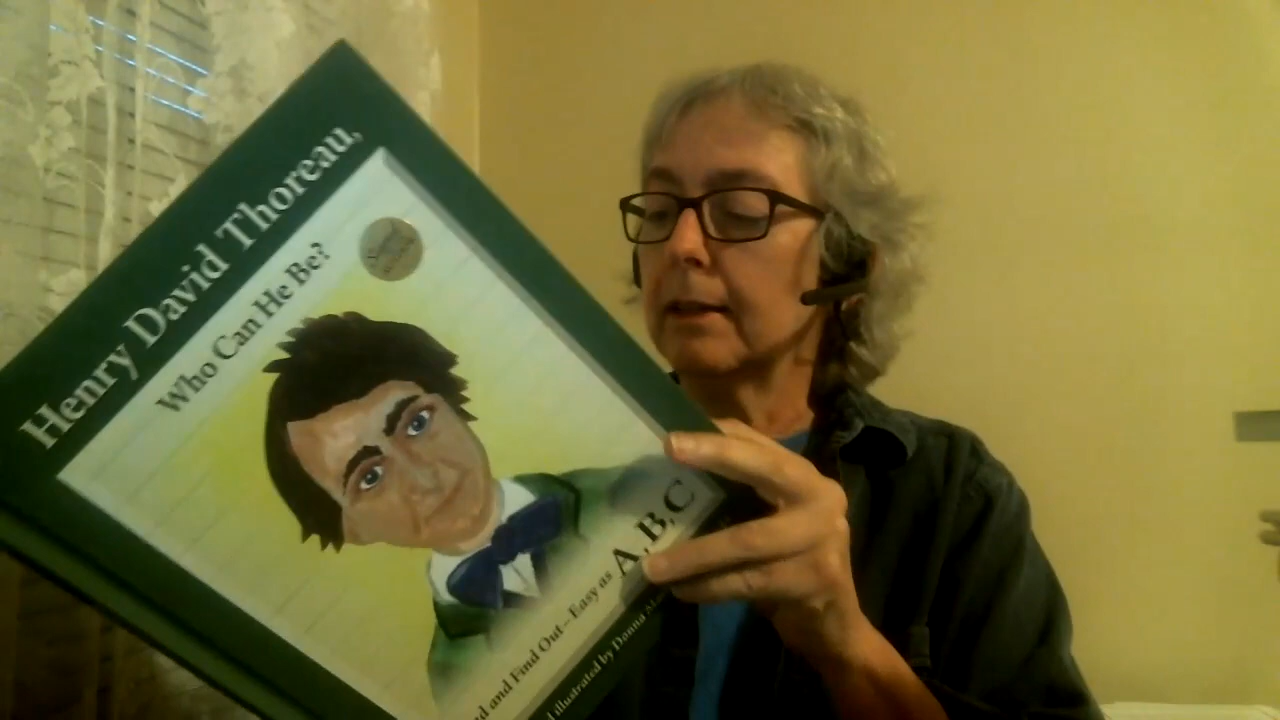 Henry David Thoreau,
Who Can He Be?
and Find Out—Easy as A, B, C
illustrated by Donna